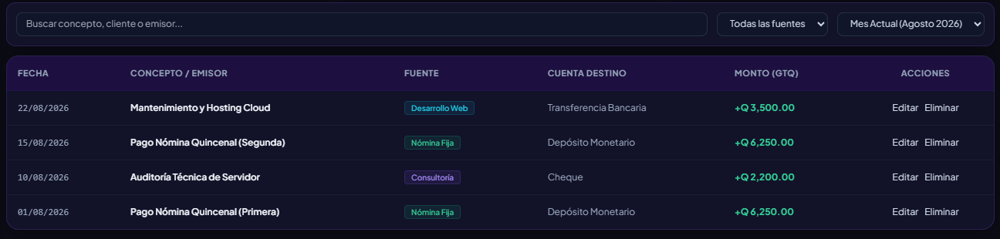 Buscar concepto, cliente o emisor... Todas las fuentes Mes Actual (Agosto 2026)
FECHA CONCEPTO / EMISOR FUENTE CUENTA DESTINO MONTO (GTQ) ACCIONES
22/08/2026 Mantenimiento y Hosting Cloud Desarrollo Web Transferencia Bancaria +Q 3,500.00 Editar Eliminar
15/08/2026 Pago Nómina Quincenal (Segunda) Nómina Fija Depósito Monetario +Q 6,250.00 Editar Eliminar
10/08/2026 Auditoría Técnica de Servidor Consultoría Cheque +Q 2,200.00 Editar Eliminar
01/08/2026 Pago Nómina Quincenal (Primera) Nómina Fija Depósito Monetario +Q 6,250.00 Editar Eliminar